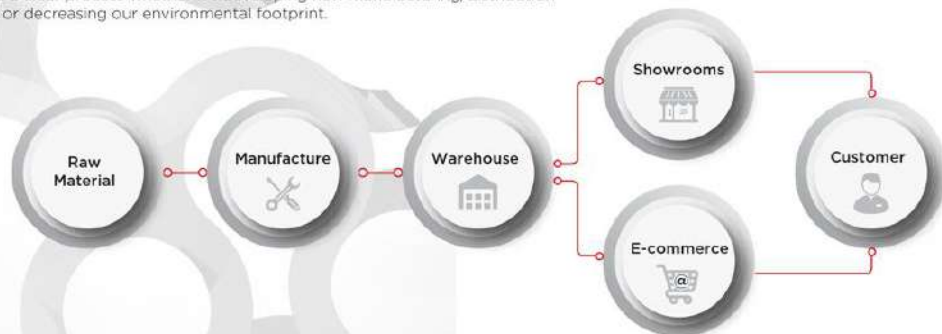 or decreasing our environmental footprint.
Raw
Material
Manufacture
Warehouse
Showrooms
E-commerce
@
Customer